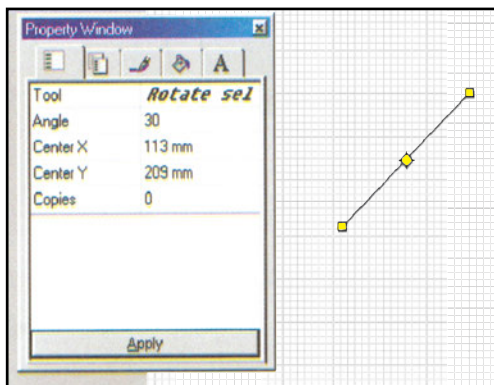 Property Window
A
Tool Rotate sel
Angle 30
Center X 113 mm
Center Y 209 mm
Copies 0
Apply